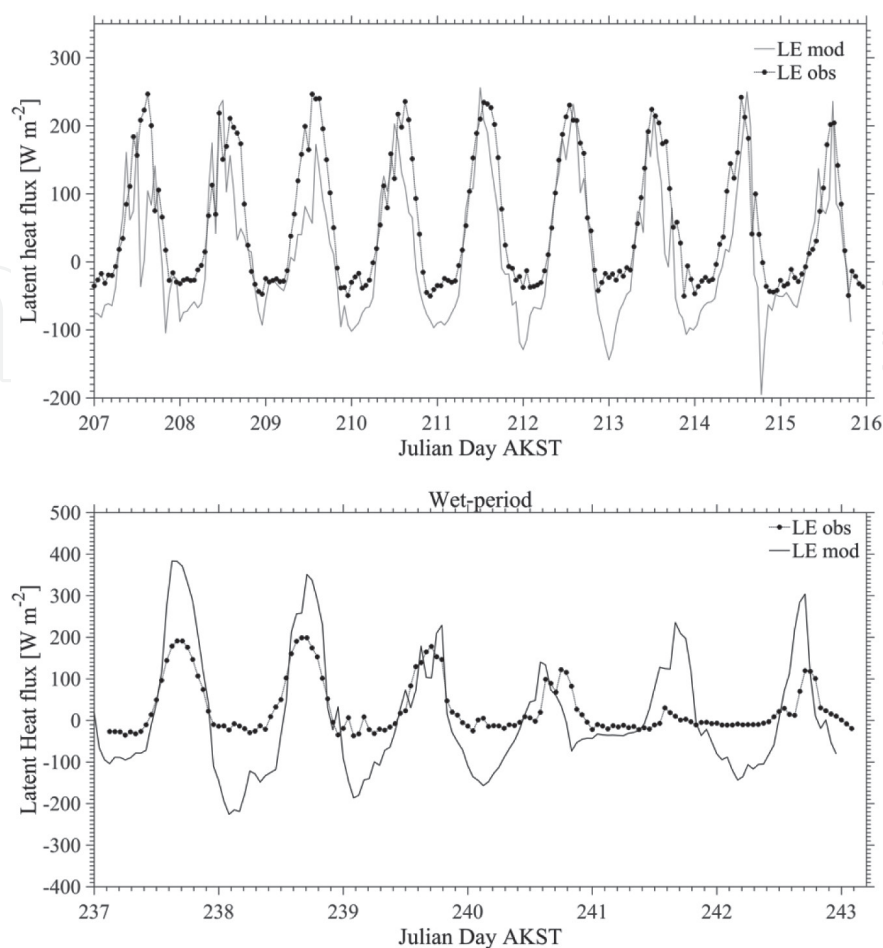 300
200
100
0
-100
-200
Latent heat flux [W m-2]
LE mod
LE obs
207 208 209 210 211 212 213 214 215 216
Julian Day AKST
Wet-period
500
400
300
200
100
0
-100
-200
-300
-400
Latent Heat flux [W m-2]
LE obs
LE mod
237 238 239 240 241 242 243
Julian Day AKST